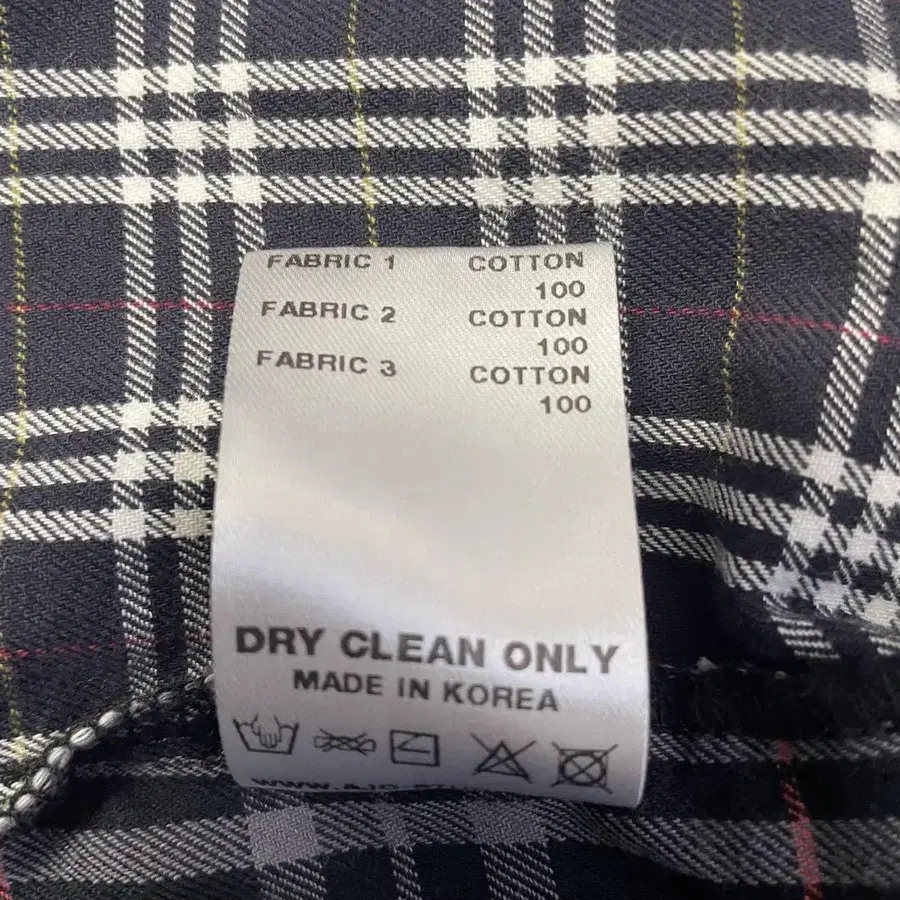 FABRIC 1 COTTON
100
FABRIC 2 COTTON
100
FABRIC 3 COTTON
100
DRY CLEAN ONLY
MADE IN KOREA